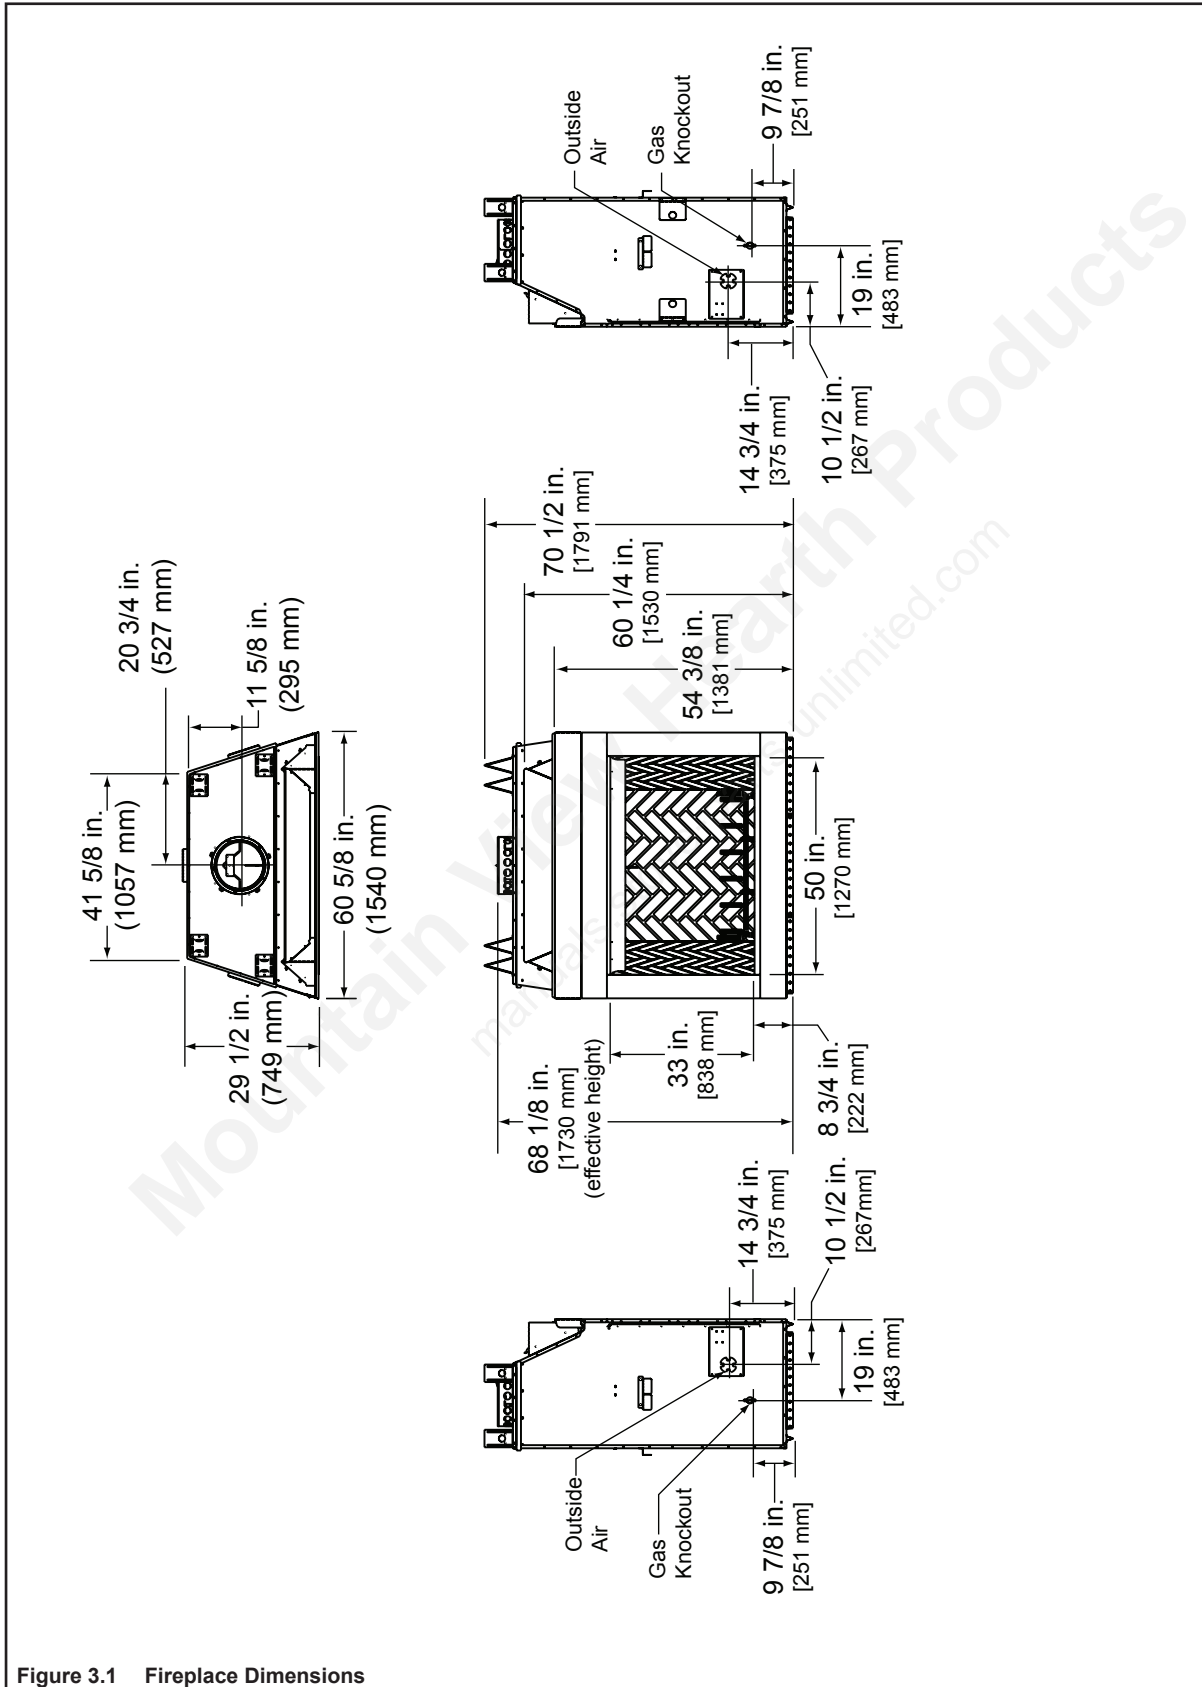 41 5/8 in.
(1057 mm)
20 3/4 in.
(527 mm)
11 5/8 in.
(295 mm)
29 1/2 in.
(749 mm)
60 5/8 in.
(1540 mm)
Outside
Air
Gas
Knockout
9 7/8 in.
[251 mm]
14 3/4 in.
[375 mm]
10 1/2 in.
[267mm]
19 in.
[483 mm]
68 1/8 in.
[1730 mm]
(effective height)
33 in.
[838 mm]
8 3/4 in.
[222 mm]
50 in.
[1270 mm]
54 3/8 in.
[1381 mm]
60 1/4 in.
[1530 mm]
70 1/2 in.
[1791 mm]
Outside
Air
Gas
Knockout
9 7/8 in.
[251 mm]
14 3/4 in.
[375 mm]
10 1/2 in.
[267 mm]
19 in.
[483 mm]
Mountain View Hearth Products
Figure 3.1 Fireplace Dimensions